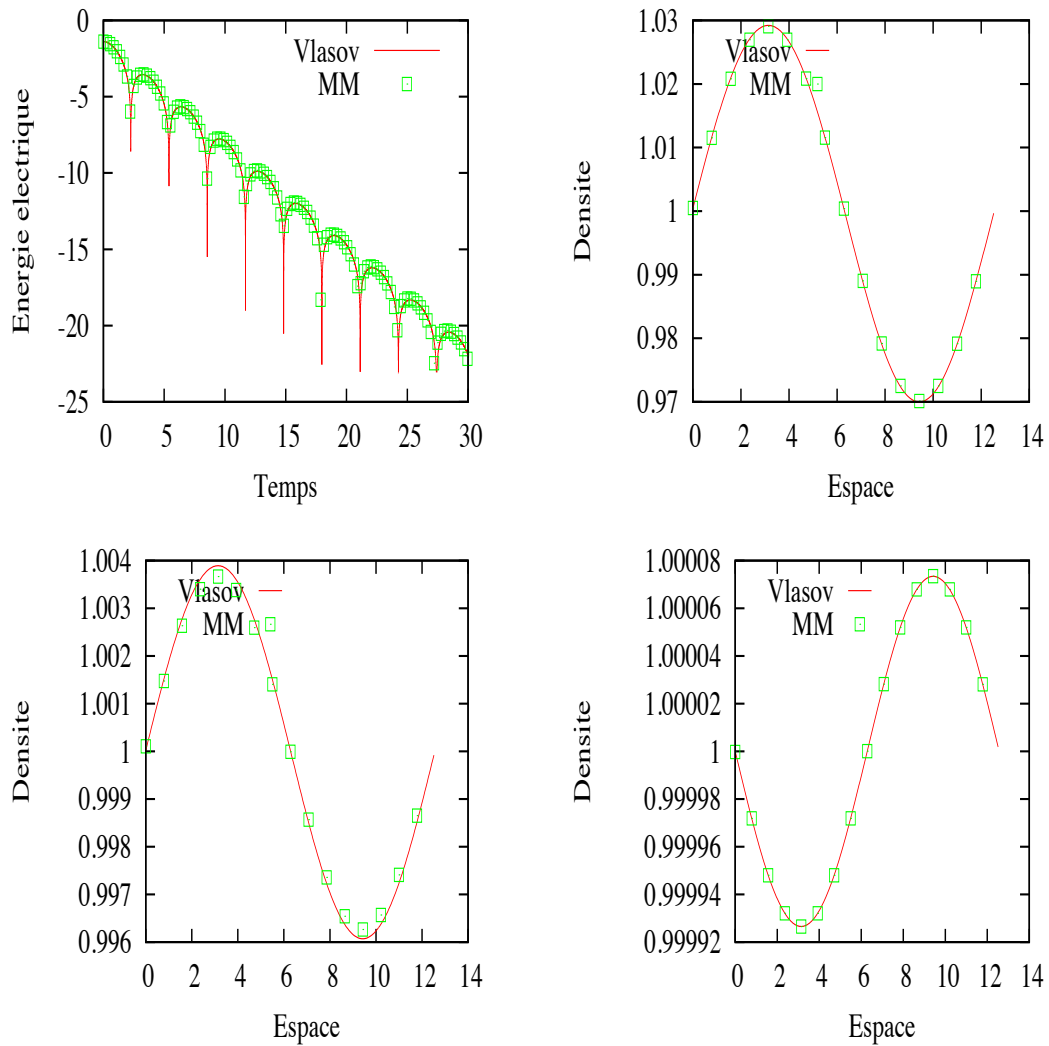 0
-5
-10
-15
-20
-25
0 5 10 15 20 25 30
Energie electrique
Temps
Vlasov
MM
1.03
1.02
1.01
1
0.99
0.98
0.97
0 2 4 6 8 10 12 14
Densite
Espace
Vlasov
MM
1.004
1.003
1.002
1.001
1
0.999
0.998
0.997
0.996
0 2 4 6 8 10 12 14
Densite
Espace
Vlasov
MM
1.00008
1.00006
1.00004
1.00002
1
0.99998
0.99996
0.99994
0.99992
0 2 4 6 8 10 12 14
Densite
Espace
Vlasov
MM